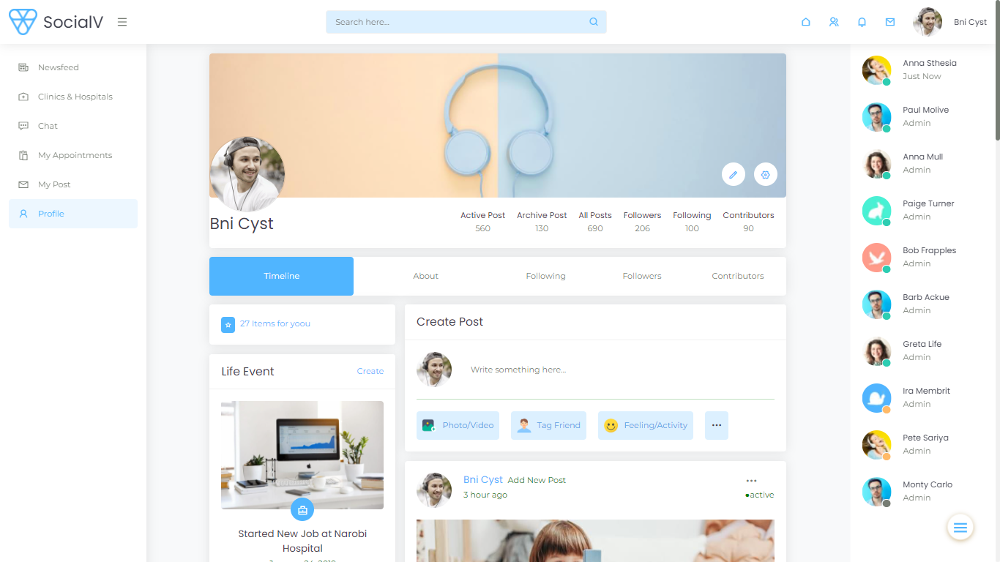 SocialV
Search here...
Bni Cyst
Newsfeed
Clinics & Hospitals
Chat
My Appointments
My Post
Profile
Bni Cyst
Active Post
560
Archive Post
130
All Posts
690
Followers
206
Following
100
Contributors
90
Timeline
About
Following
Followers
Contributors
27 Items for yoou
Life Event
Create
Started New Job at Narobi
Hospital
Create Post
Write something here...
Photo/Video
Tag Friend
Feeling/Activity
Bni Cyst Add New Post
3 hour ago
active
Anna Sthesia
Just Now
Paul Molive
Admin
Anna Mull
Admin
Paige Turner
Admin
Bob Frapples
Admin
Barb Ackue
Admin
Greta Life
Admin
Ira Membrit
Admin
Pete Sariya
Admin
Monty Carlo
Admin